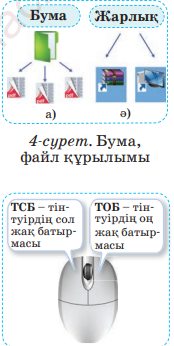 Бума Жарлық
а) ә)
4-сурет. Бума,
файл құрылымы
ТСБ – тін-
туірдің сол
жақ батыр-
масы
ТОБ – тін-
туірдің оң
жақ батыр-
масы